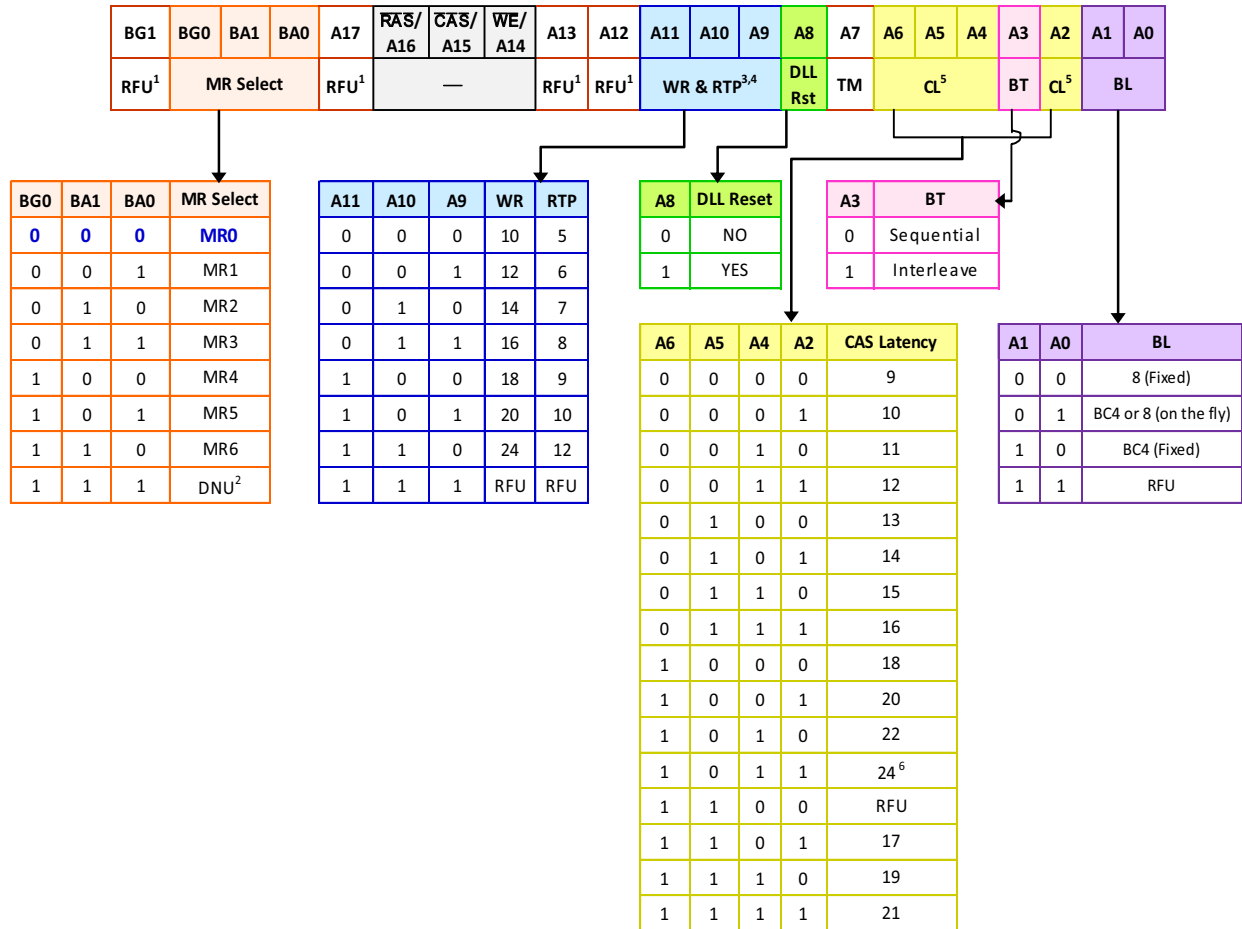 BG1 BG0 BA1 BA0 A17 R̅A̅S̅/ A16 C̅A̅S̅/ A15 W̅E̅/ A14 A13 A12 A11 A10 A9 A8 A7 A6 A5 A4 A3 A2 A1 A0
RFU¹ MR Select RFU¹ — RFU¹ RFU¹ WR & RTP³,⁴ DLL Rst TM CL⁵ BT CL⁵ BL
BG0 BA1 BA0 MR Select
0 0 0 MR0
0 0 1 MR1
0 1 0 MR2
0 1 1 MR3
1 0 0 MR4
1 0 1 MR5
1 1 0 MR6
1 1 1 DNU²
A11 A10 A9 WR RTP
0 0 0 10 5
0 0 1 12 6
0 1 0 14 7
0 1 1 16 8
1 0 0 18 9
1 0 1 20 10
1 1 0 24 12
1 1 1 RFU RFU
A8 DLL Reset
0 NO
1 YES
A3 BT
0 Sequential
1 Interleave
A6 A5 A4 A2 CAS Latency
0 0 0 0 9
0 0 0 1 10
0 0 1 0 11
0 0 1 1 12
0 1 0 0 13
0 1 0 1 14
0 1 1 0 15
0 1 1 1 16
1 0 0 0 18
1 0 0 1 20
1 0 1 0 22
1 0 1 1 24⁶
1 1 0 0 RFU
1 1 0 1 17
1 1 1 0 19
1 1 1 1 21
A1 A0 BL
0 0 8 (Fixed)
0 1 BC4 or 8 (on the fly)
1 0 BC4 (Fixed)
1 1 RFU